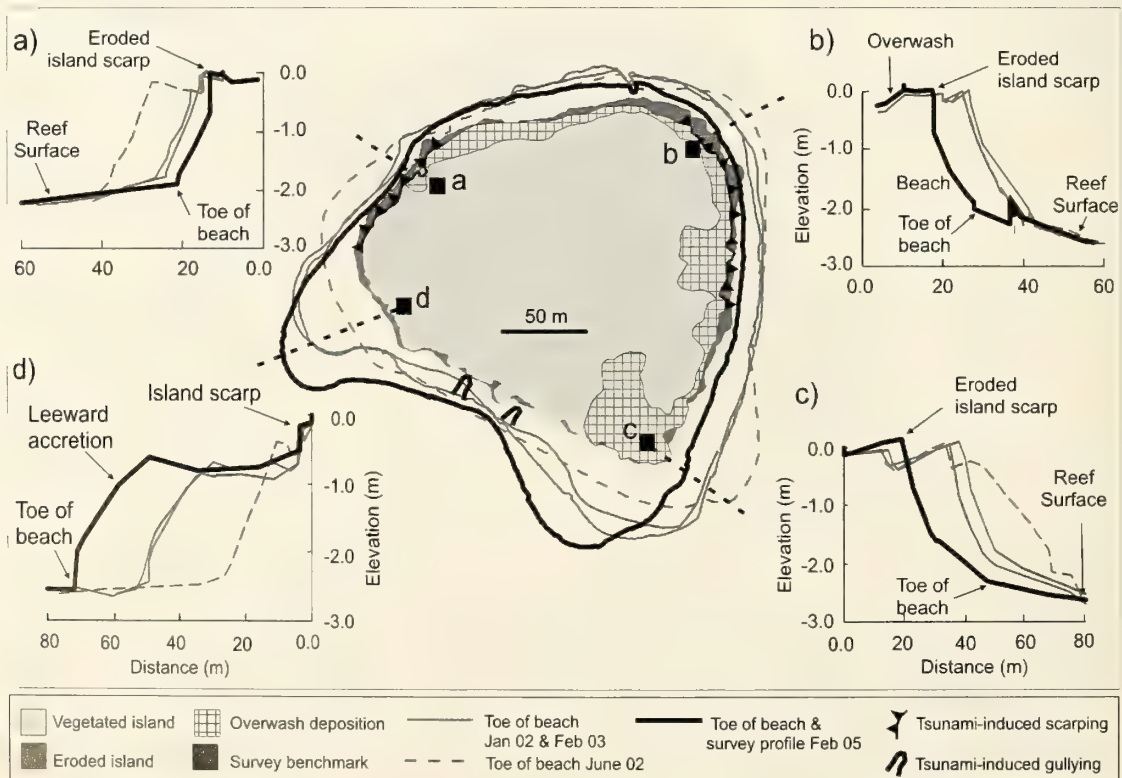 a)
Eroded
island scarp
0.0
-1.0
-2.0
-3.0
Reef
Surface
Toe of
beach
60
40
20
0.0
b)
Overwash
Eroded
island scarp
0.0
-1.0
-2.0
-3.0
Elevation (m)
Beach
Toe of
beach
Reef
Surface
0.0
20
40
60
a
b
d
50 m
c
d)
Island scarp
Leeward
accretion
Toe of
beach
0.0
-1.0
-2.0
-3.0
Elevation (m)
80
60
40
20
0.0
Distance (m)
c)
Eroded
island scarp
Reef
Surface
Toe of
beach
0.0
-1.0
-2.0
-3.0
Elevation (m)
0.0
20
40
60
80
Distance (m)
Vegetated island
Overwash deposition
Toe of beach
Jan 02 & Feb 03
Toe of beach &
survey profile Feb 05
Tsunami-induced scarping
Eroded island
Survey benchmark
Toe of beach June 02
Tsunami-induced gullying